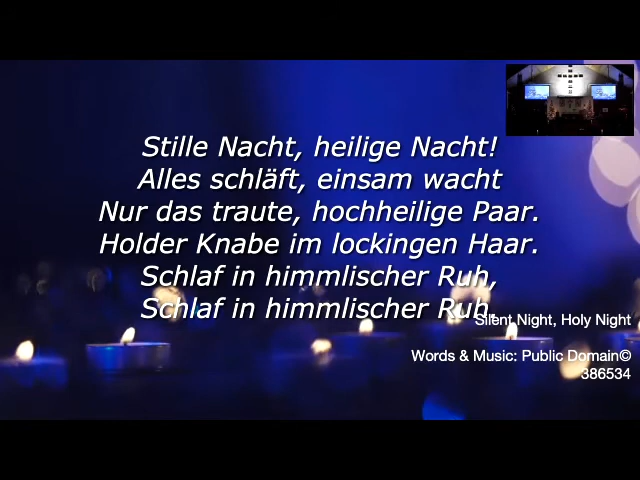 Stille Nacht, heilige Nacht!
Alles schläft, einsam wacht
Nur das traute, hochheilige Paar.
Holder Knabe im lockingen Haar.
Schlaf in himmlischer Ruh,
Schlaf in himmlischer Ruh.
Silent Night, Holy Night
Words & Music: Public Domain©
386534